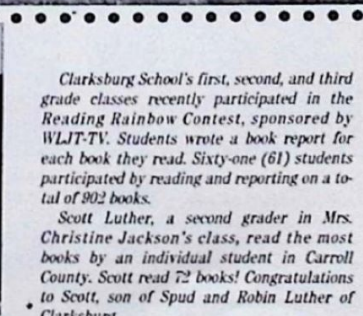 Clarksburg School's first, second, and third
grade classes recently participated in the
Reading Rainbow Contest, sponsored by
WLJT-TV. Students wrote a book report for
each book they read. Sixty-one (61) students
participated by reading and reporting on a to-
tal of 902 books.
Scott Luther, a second grader in Mrs.
Christine Jackson's class, read the most
books by an individual student in Carroll
County. Scott read 72 books! Congratulations
to Scott, son of Spud and Robin Luther of